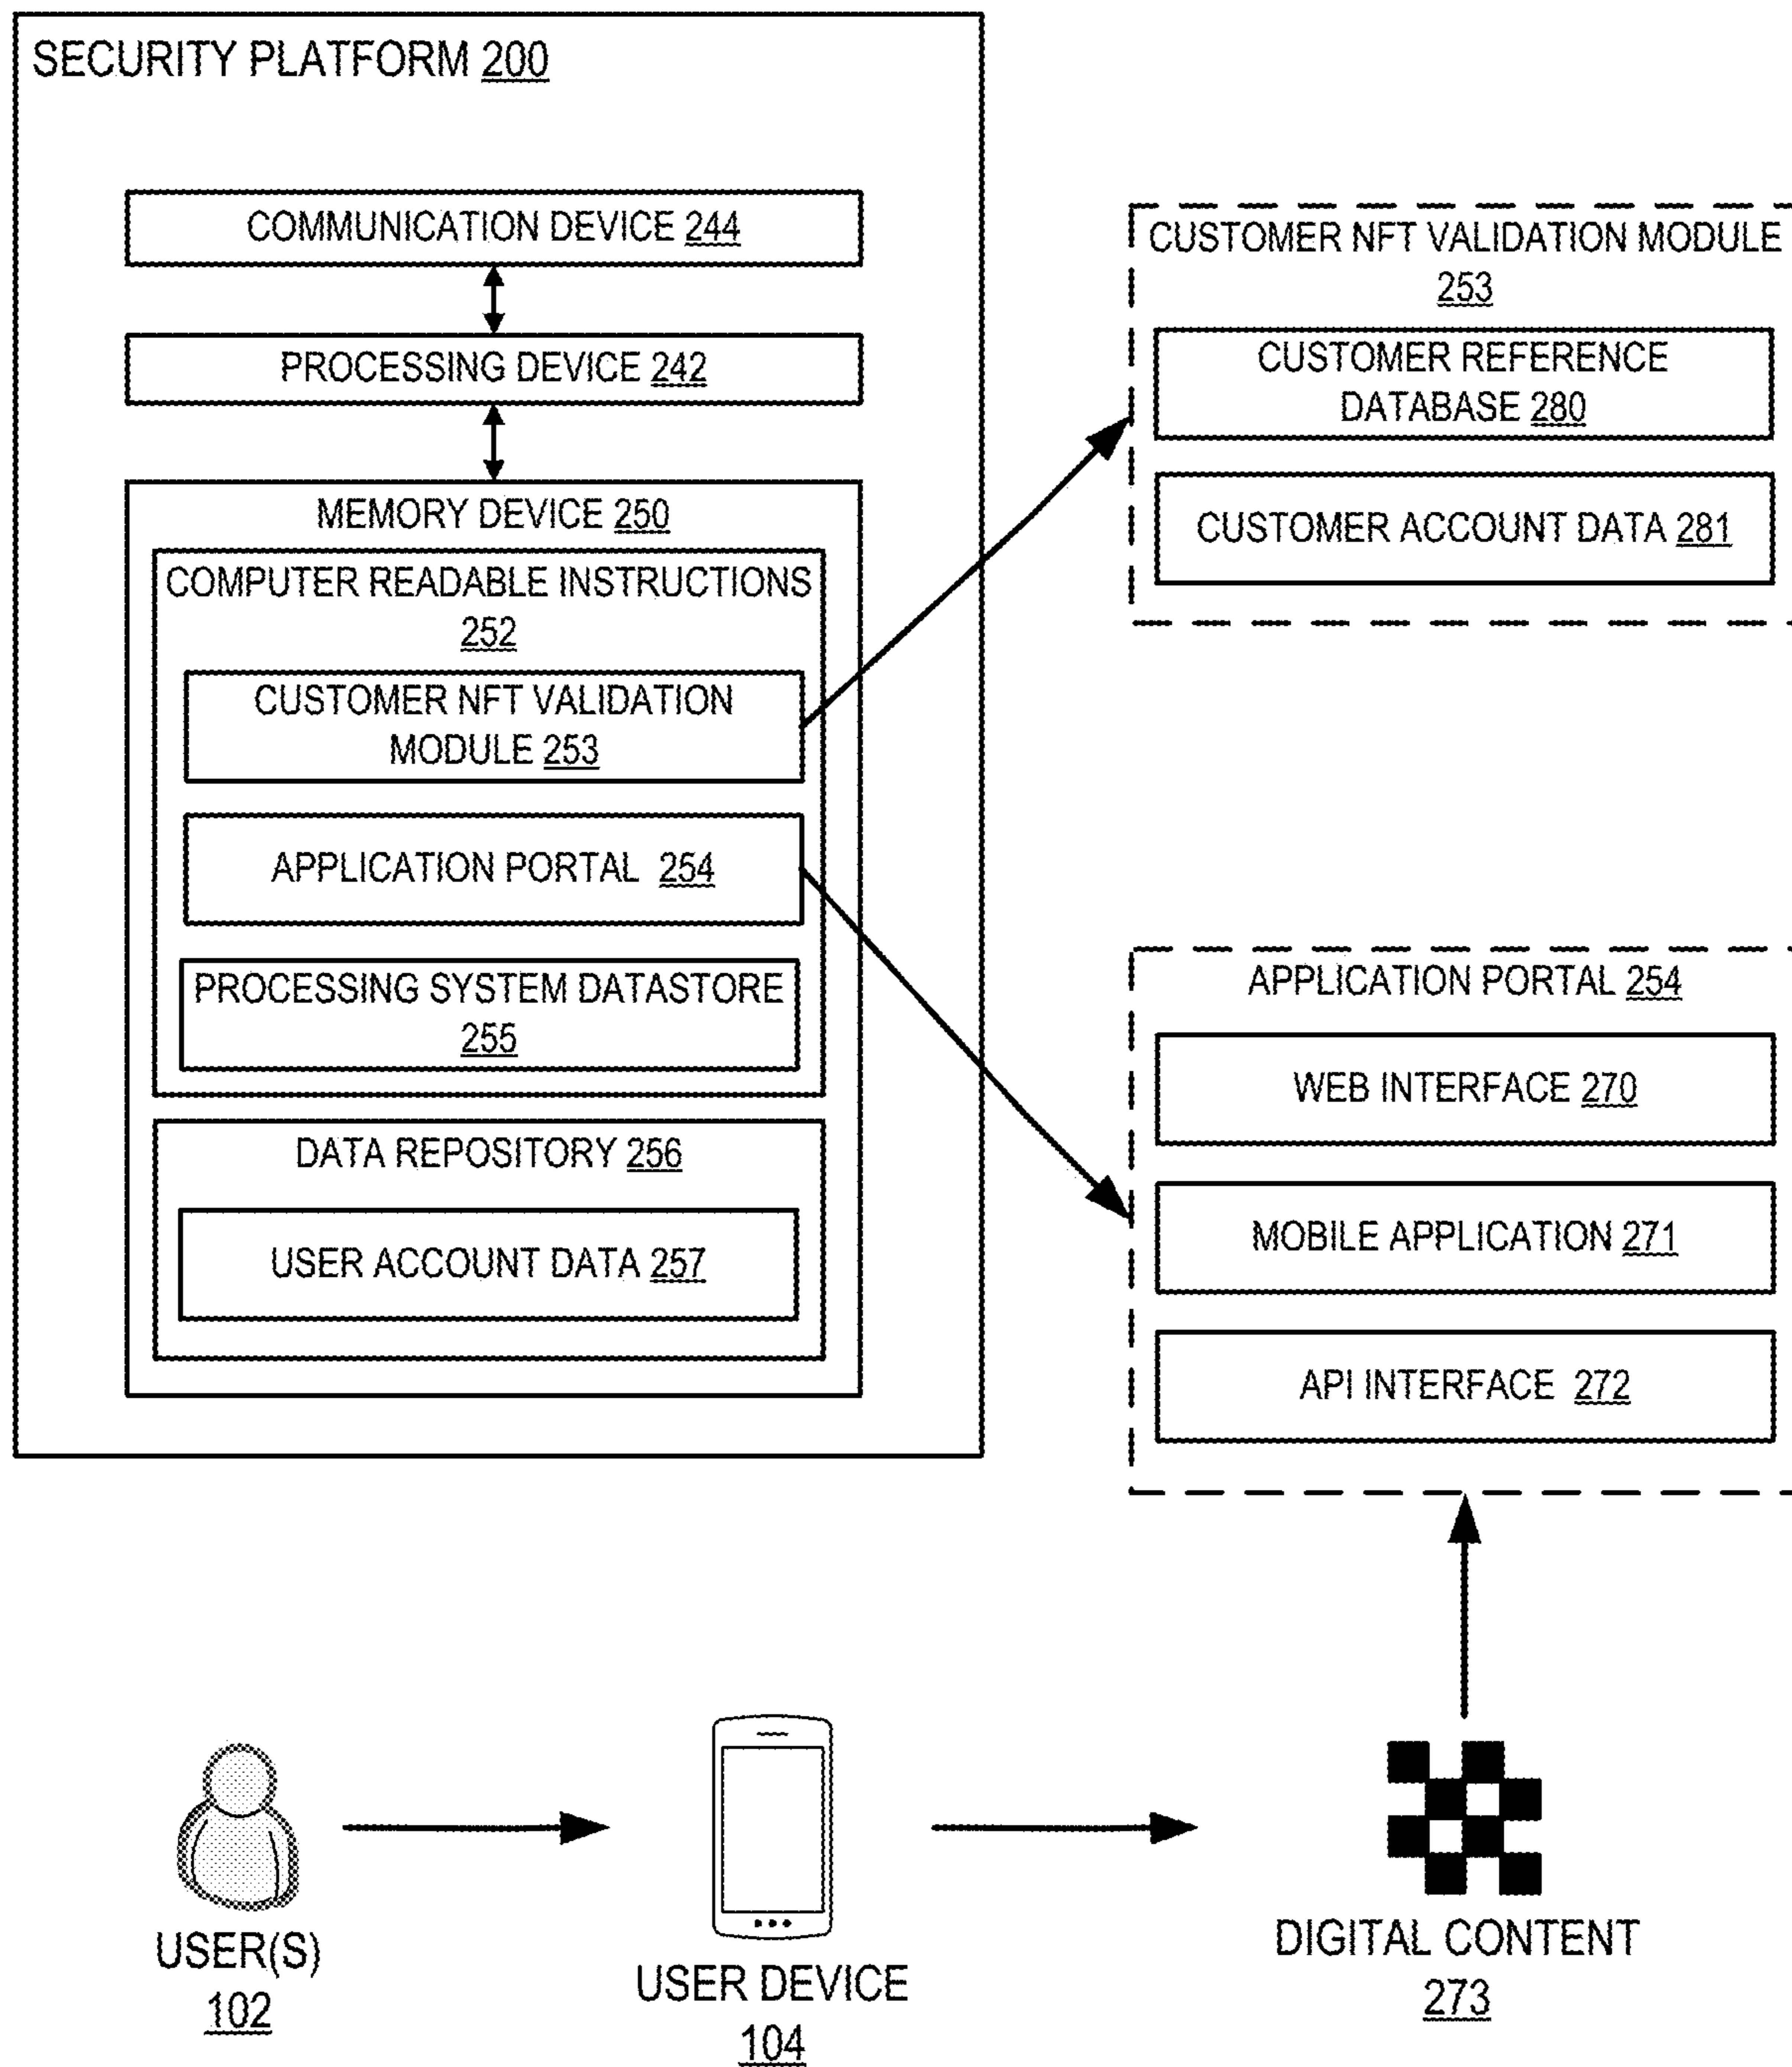 SECURITY PLATFORM 200
COMMUNICATION DEVICE 244
PROCESSING DEVICE 242
MEMORY DEVICE 250
COMPUTER READABLE INSTRUCTIONS
252
CUSTOMER NFT VALIDATION
MODULE 253
APPLICATION PORTAL 254
PROCESSING SYSTEM DATASTORE
255
DATA REPOSITORY 256
USER ACCOUNT DATA 257
CUSTOMER NFT VALIDATION MODULE
253
CUSTOMER REFERENCE
DATABASE 280
CUSTOMER ACCOUNT DATA 281
APPLICATION PORTAL 254
WEB INTERFACE 270
MOBILE APPLICATION 271
API INTERFACE 272
USER(S)
102
USER DEVICE
104
DIGITAL CONTENT
273